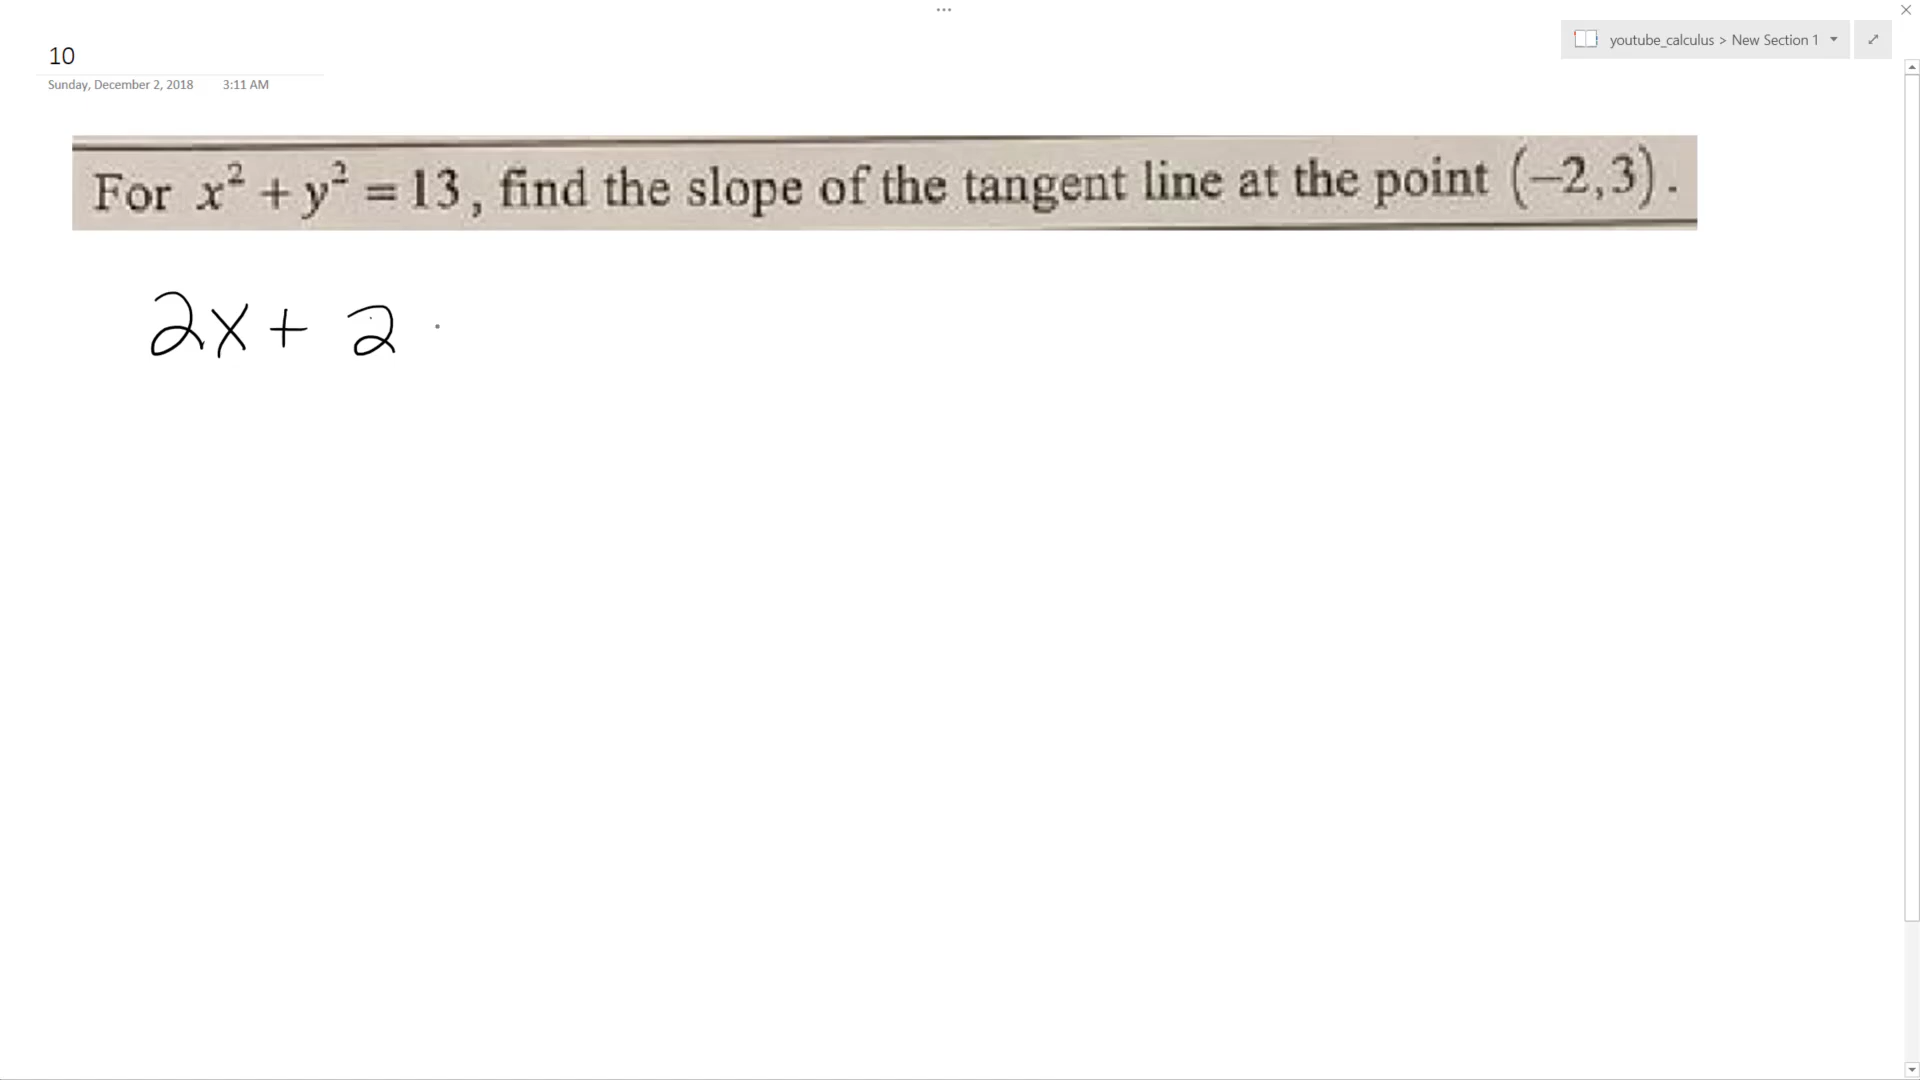 10
youtube_calculus > New Section 1
Sunday, December 2, 2018 3:11 AM
For x² + y² = 13, find the slope of the tangent line at the point (−2,3).
2x + 2